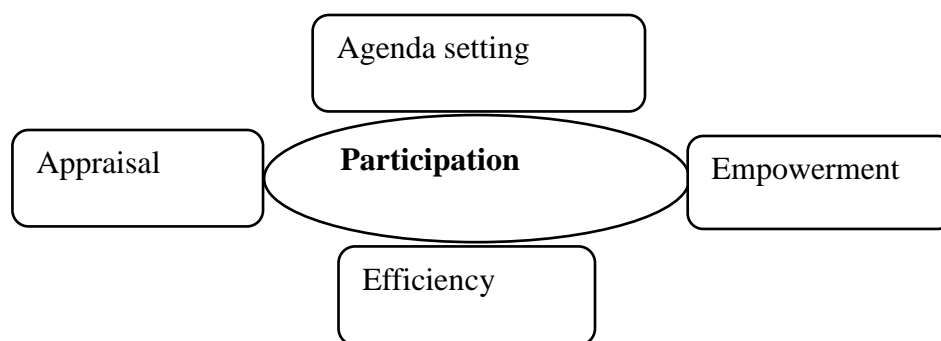 Agenda setting
Appraisal
Participation
Empowerment
Efficiency